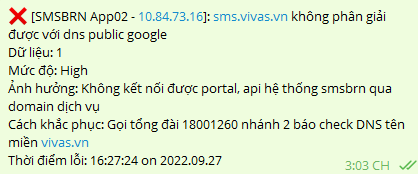 ❌ [SMSBRN App02 - 10.84.73.16]: sms.vivas.vn không phân giải
được với dns public google
Dữ liệu: 1
Mức độ: High
Ảnh hưởng: Không kết nối được portal, api hệ thống smsbrn qua
domain dịch vụ
Cách khắc phục: Gọi tổng đài 18001260 nhánh 2 báo check DNS tên
miền vivas.vn
Thời điểm lỗi: 16:27:24 on 2022.09.27
3:03 CH